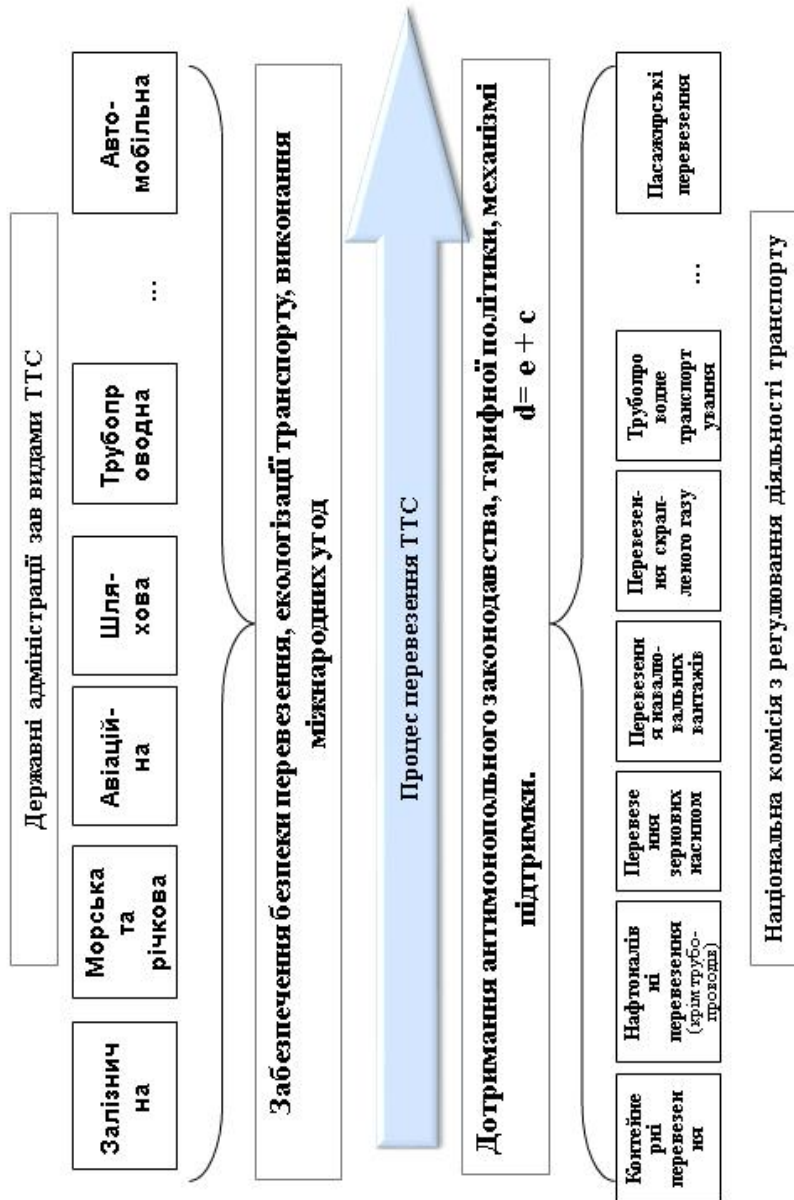 Державні адміністрації зав видами ТТС
Залізнич
на
Морська
та
річкова
Авіацій-
на
Шля-
хова
Трубопр
оводна
...
Авто-
мобільна
Забезпечення безпеки перевезення, екологізації транспорту, виконання
міжнародних угод
Процес перевезення ТТС
Дотримання антимонопольного законодавства, тарифної політики, механізмі
підтримки.
d= e + c
Контейне
рні
перевезен
ня
Нафтоналів
ні
перевезення
(крім трубо-
проводів)
Перевезе
ння
зернових
насипом
Перевезенн
я навалю-
вальних
вантажів
Перевезен-
ня скрап-
леного газу
Трубопро
водне
транспорт
ування
...
Пасажирські
перевезення
Національна комісія з регулювання діяльності транспорту